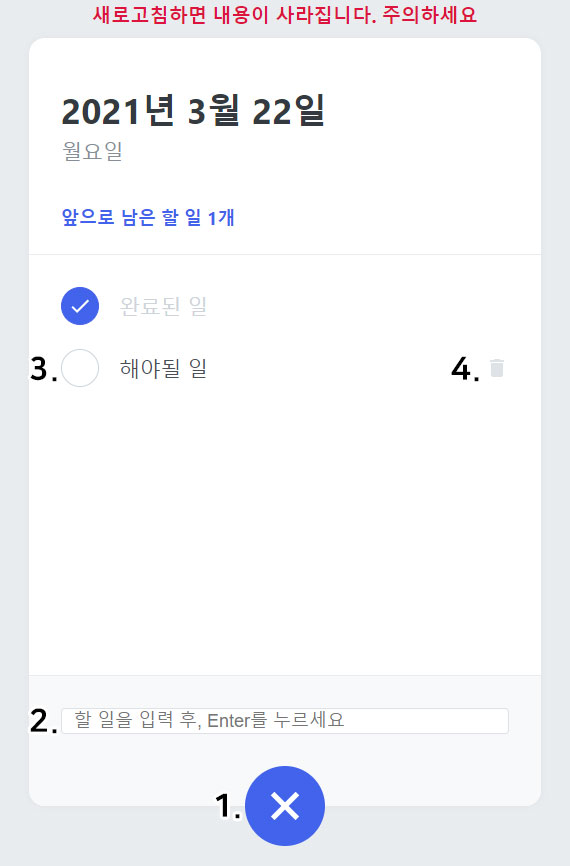 새로고침하면 내용이 사라집니다. 주의하세요
2021년 3월 22일
월요일
앞으로 남은 할 일 1개
완료된 일
3. 해야될 일 4.
2. 할 일을 입력 후, Enter를 누르세요
1.